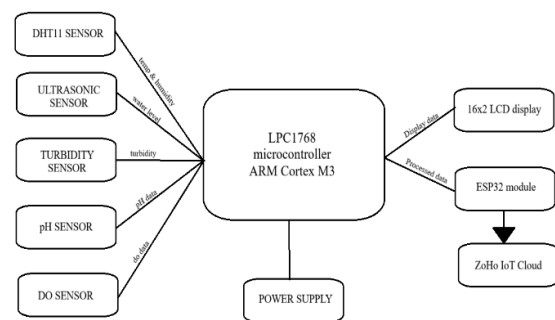 DHT11 SENSOR
temp & humidity
ULTRASONIC
SENSOR
water level
TURBIDITY
SENSOR
turbidity
pH SENSOR
pH data
DO SENSOR
do data
LPC1768
microcontroller
ARM Cortex M3
POWER SUPPLY
Display data
16x2 LCD display
Processed data
ESP32 module
ZoHo IoT Cloud